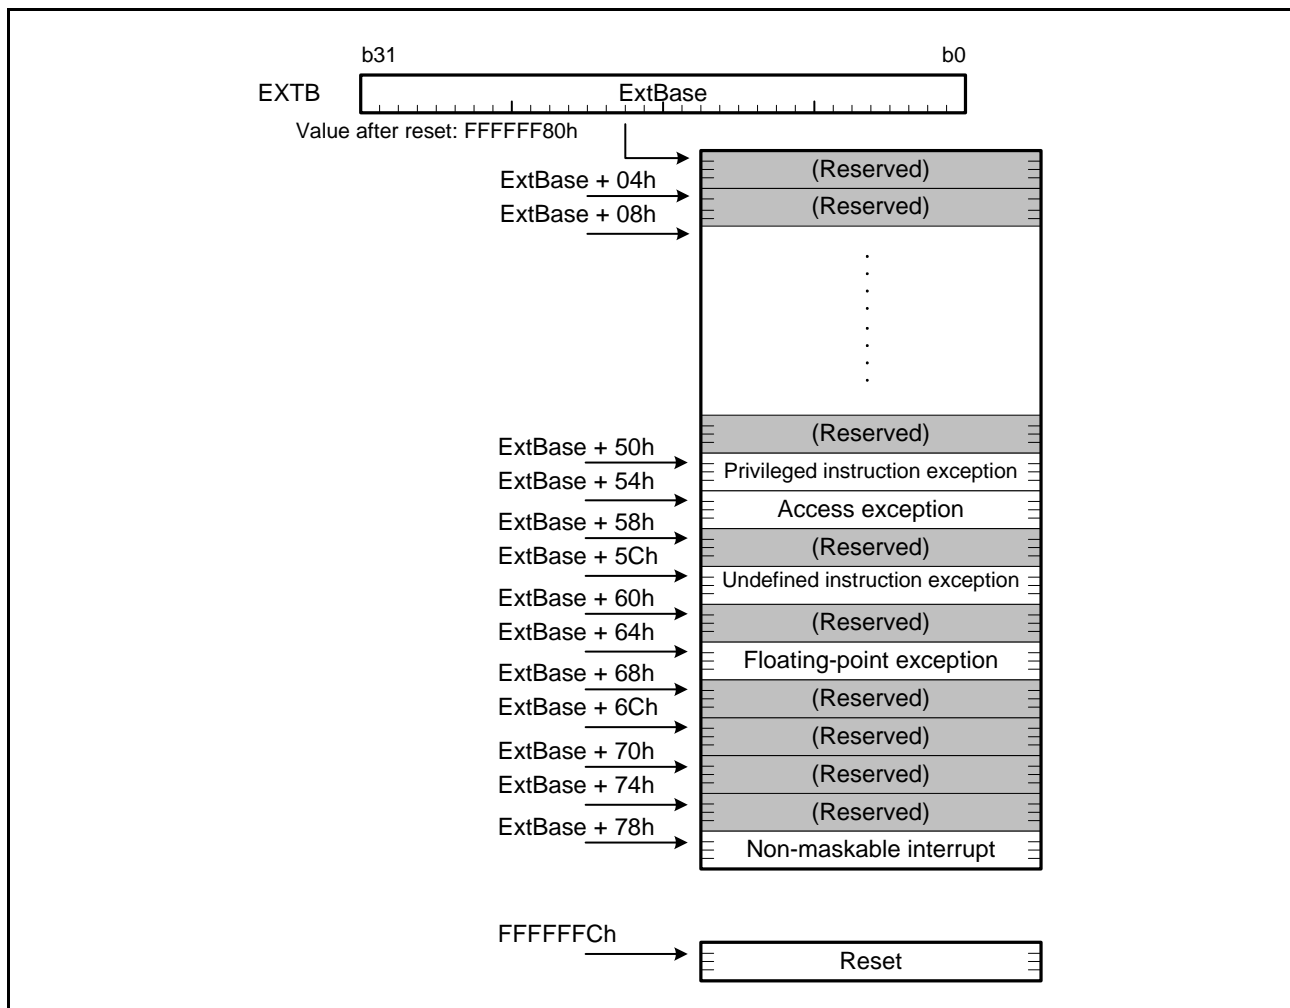 b31 b0
EXTB ExtBase
Value after reset: FFFFFF80h
(Reserved)
ExtBase + 04h
(Reserved)
ExtBase + 08h
(Reserved)
ExtBase + 50h
Privileged instruction exception
ExtBase + 54h
Access exception
ExtBase + 58h
(Reserved)
ExtBase + 5Ch
Undefined instruction exception
ExtBase + 60h
(Reserved)
ExtBase + 64h
Floating-point exception
ExtBase + 68h
(Reserved)
ExtBase + 6Ch
(Reserved)
ExtBase + 70h
(Reserved)
ExtBase + 74h
(Reserved)
ExtBase + 78h
Non-maskable interrupt
FFFFFFCh
Reset